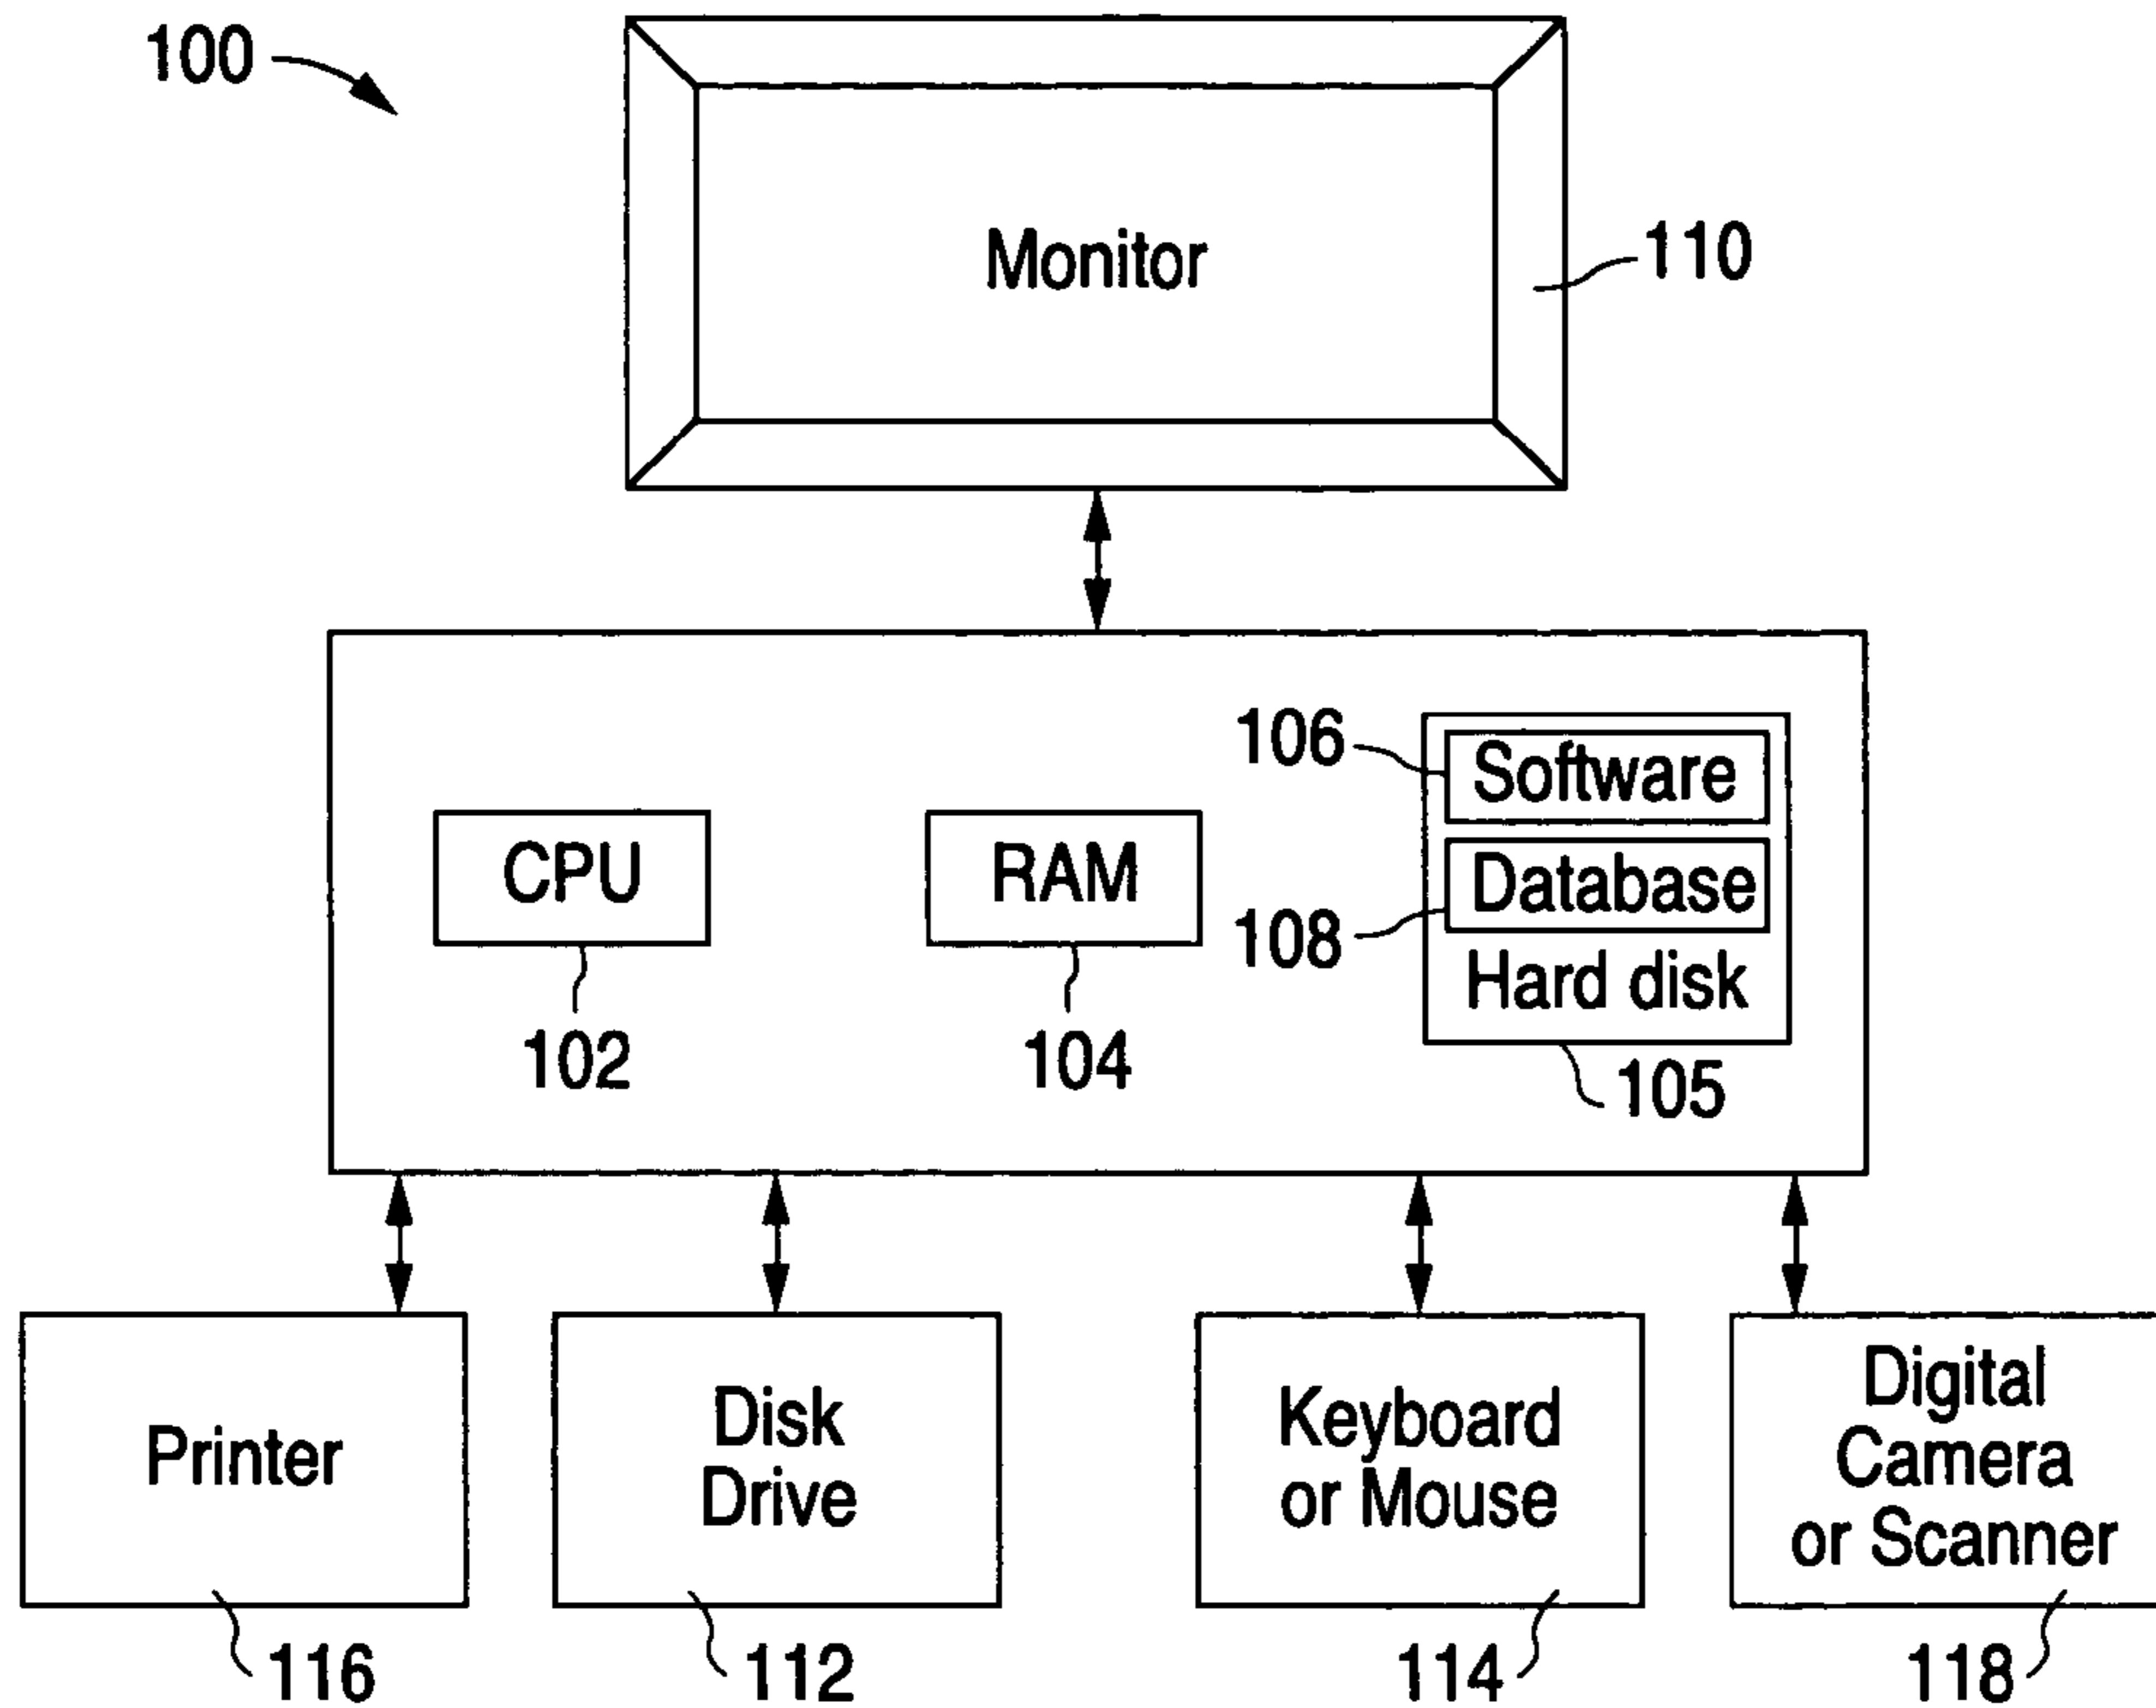 100
Monitor
110
106
Software
CPU
RAM
Database
108
Hard disk
102
104
105
Printer
Disk
Drive
Keyboard
or Mouse
Digital
Camera
or Scanner
116
112
114
118